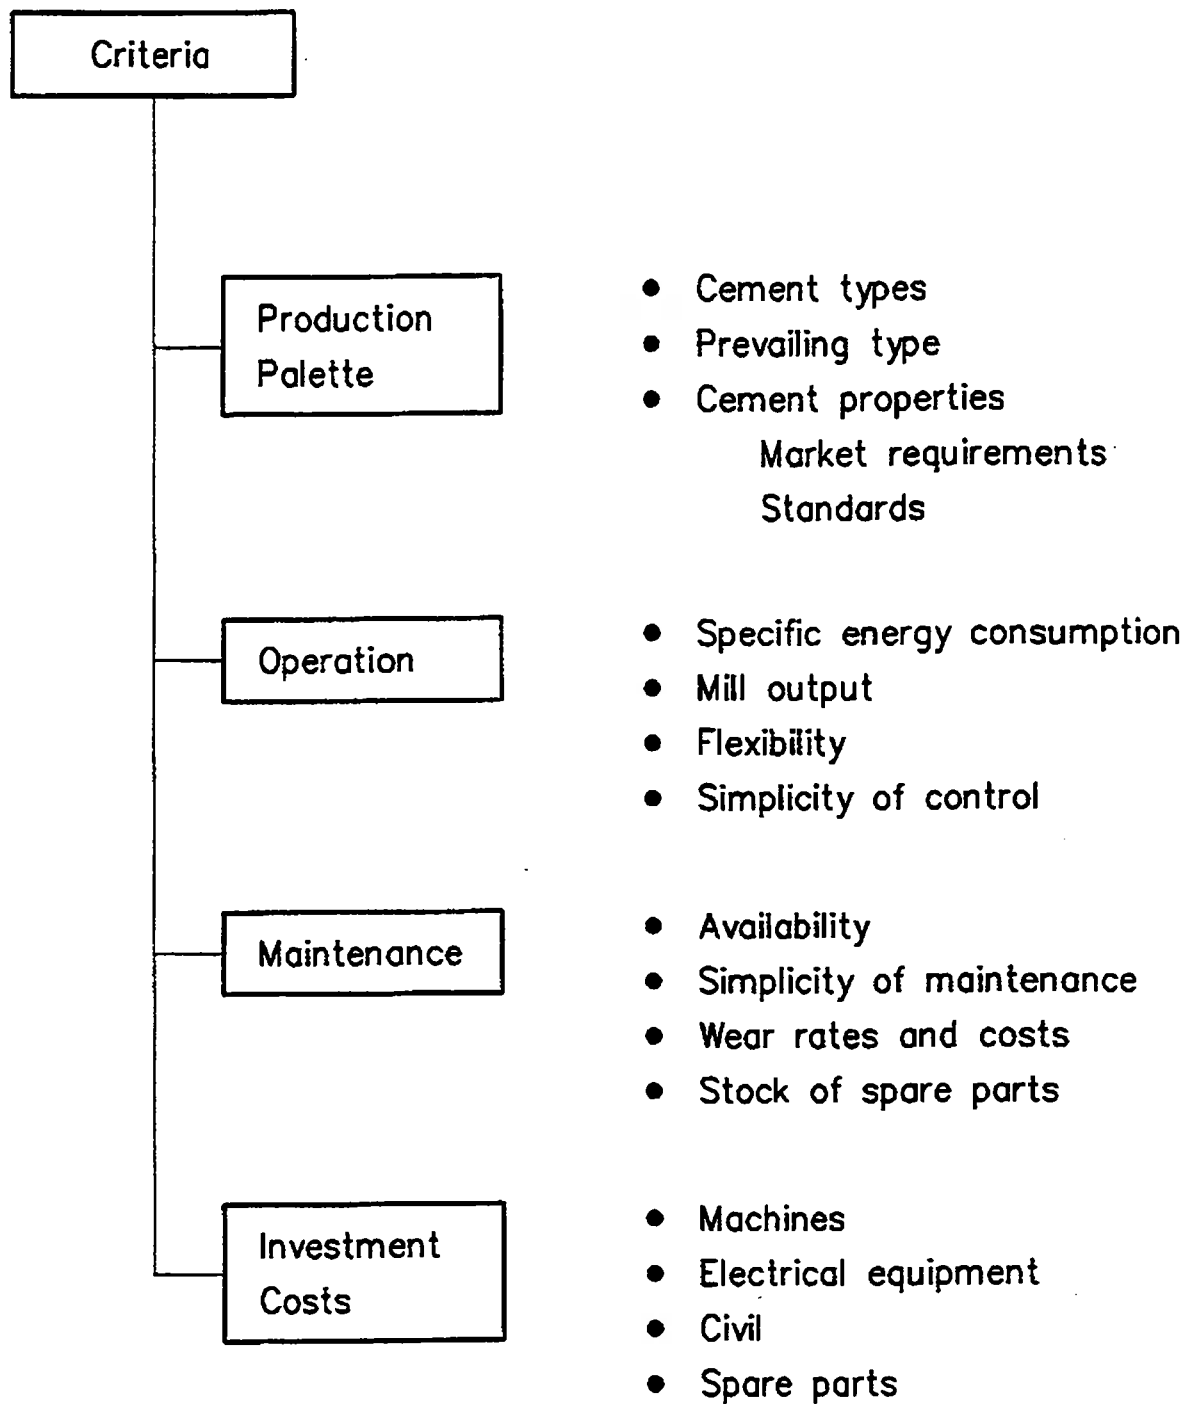 Criteria
Production
Palette
● Cement types
● Prevailing type
● Cement properties
Market requirements
Standards
Operation
● Specific energy consumption
● Mill output
● Flexibility
● Simplicity of control
Maintenance
● Availability
● Simplicity of maintenance
● Wear rates and costs
● Stock of spare parts
Investment
Costs
● Machines
● Electrical equipment
● Civil
● Spare parts